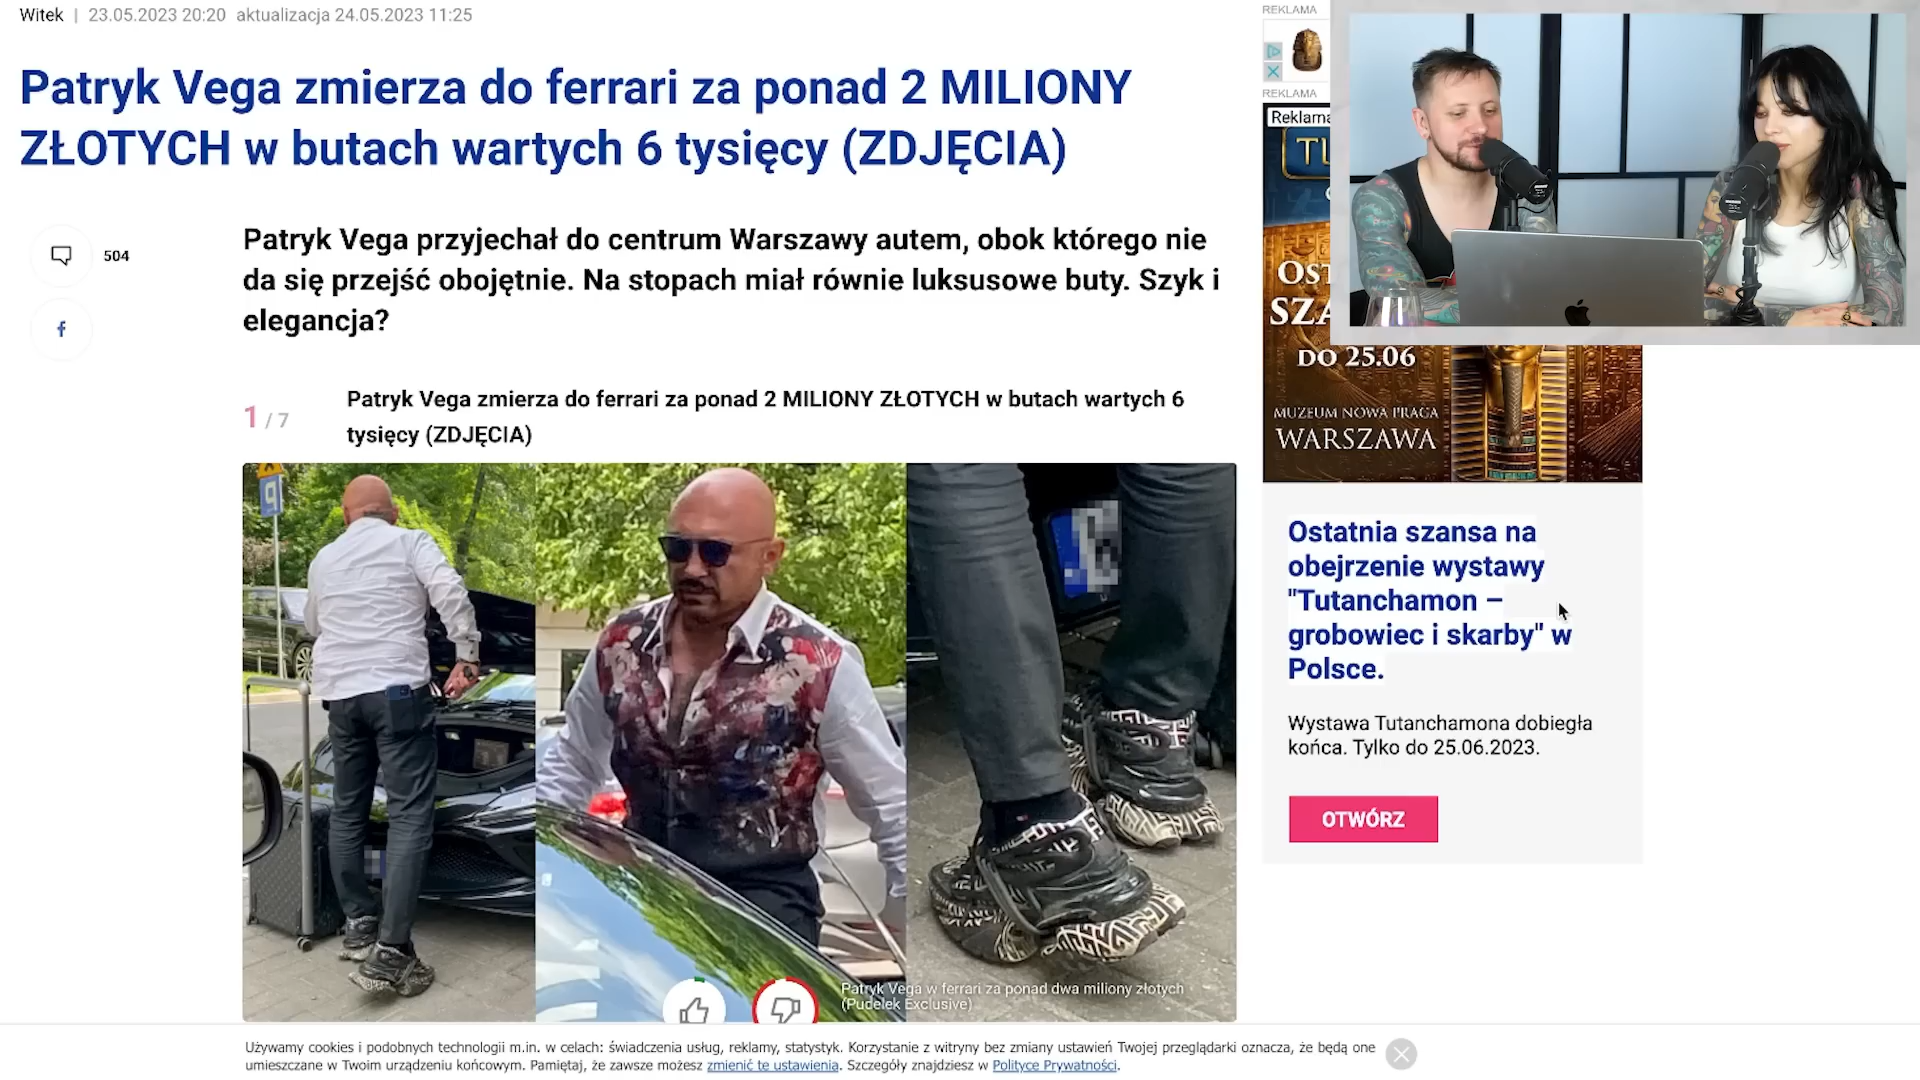 Witek | 23.05.2023 20:20 aktualizacja 24.05.2023 11:25
Patryk Vega zmierza do ferrari za ponad 2 MILIONY
ZŁOTYCH w butach wartych 6 tysięcy (ZDJĘCIA)
504
Patryk Vega przyjechał do centrum Warszawy autem, obok którego nie
da się przejść obojętnie. Na stopach miał równie luksusowe buty. Szyk i
elegancja?
1 / 7
Patryk Vega zmierza do ferrari za ponad 2 MILIONY ZŁOTYCH w butach wartych 6
tysięcy (ZDJĘCIA)
Patryk Vega w ferrari za ponad dwa miliony złotych
(Pudelek Exclusive)
REKLAMA
REKLAMA
Reklama
DO 25.06
MUZEUM NOWA PRAGA
WARSZAWA
Ostatnia szansa na
obejrzenie wystawy
"Tutanchamon –
grobowiec i skarby" w
Polsce.
Wystawa Tutanchamona dobiegła
końca. Tylko do 25.06.2023.
OTWÓRZ
Używamy cookies i podobnych technologii m.in. w celach: świadczenia usług, reklamy, statystyk. Korzystanie z witryny bez zmiany ustawień Twojej przeglądarki oznacza, że będą one
umieszczane w Twoim urządzeniu końcowym. Pamiętaj, że zawsze możesz zmienić te ustawienia. Szczegóły znajdziesz w Polityce Prywatności.